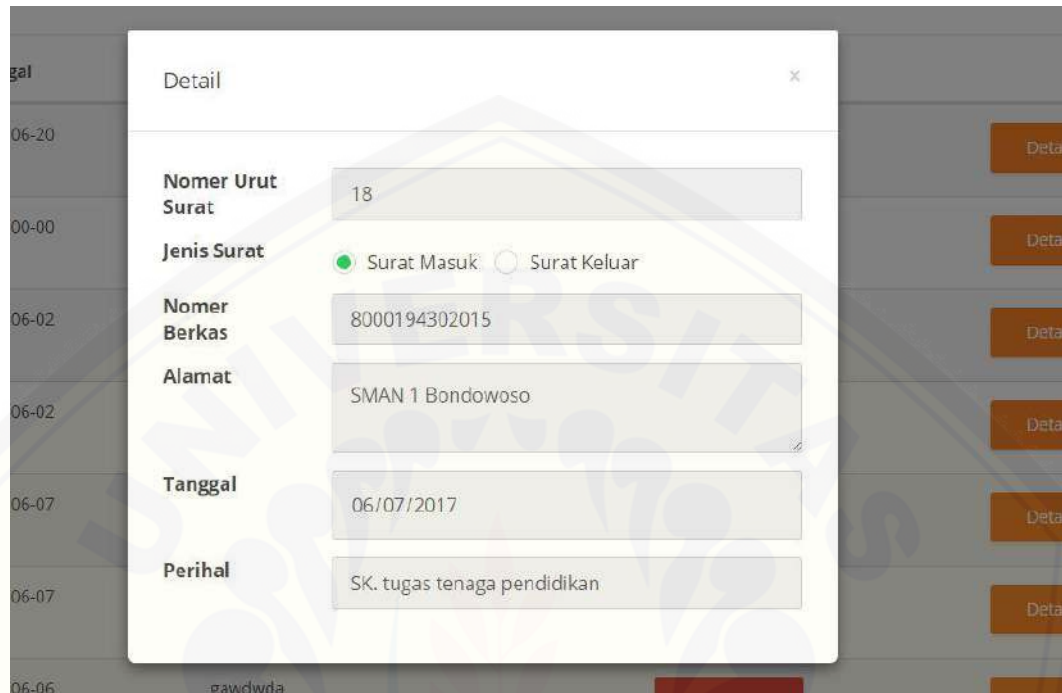 gal
Detail
×
06-20
Deta
Nomer Urut
Surat
18
00-00
Deta
Jenis Surat
Surat Masuk Surat Keluar
06-02
Nomer
Berkas
8000194302015
Deta
Alamat
SMAN 1 Bondowoso
06-02
Deta
Tanggal
06/07/2017
06-07
Deta
Perihal
SK. tugas tenaga pendidikan
06-07
Deta
06-06
gawdwda
UNIVERSITAS